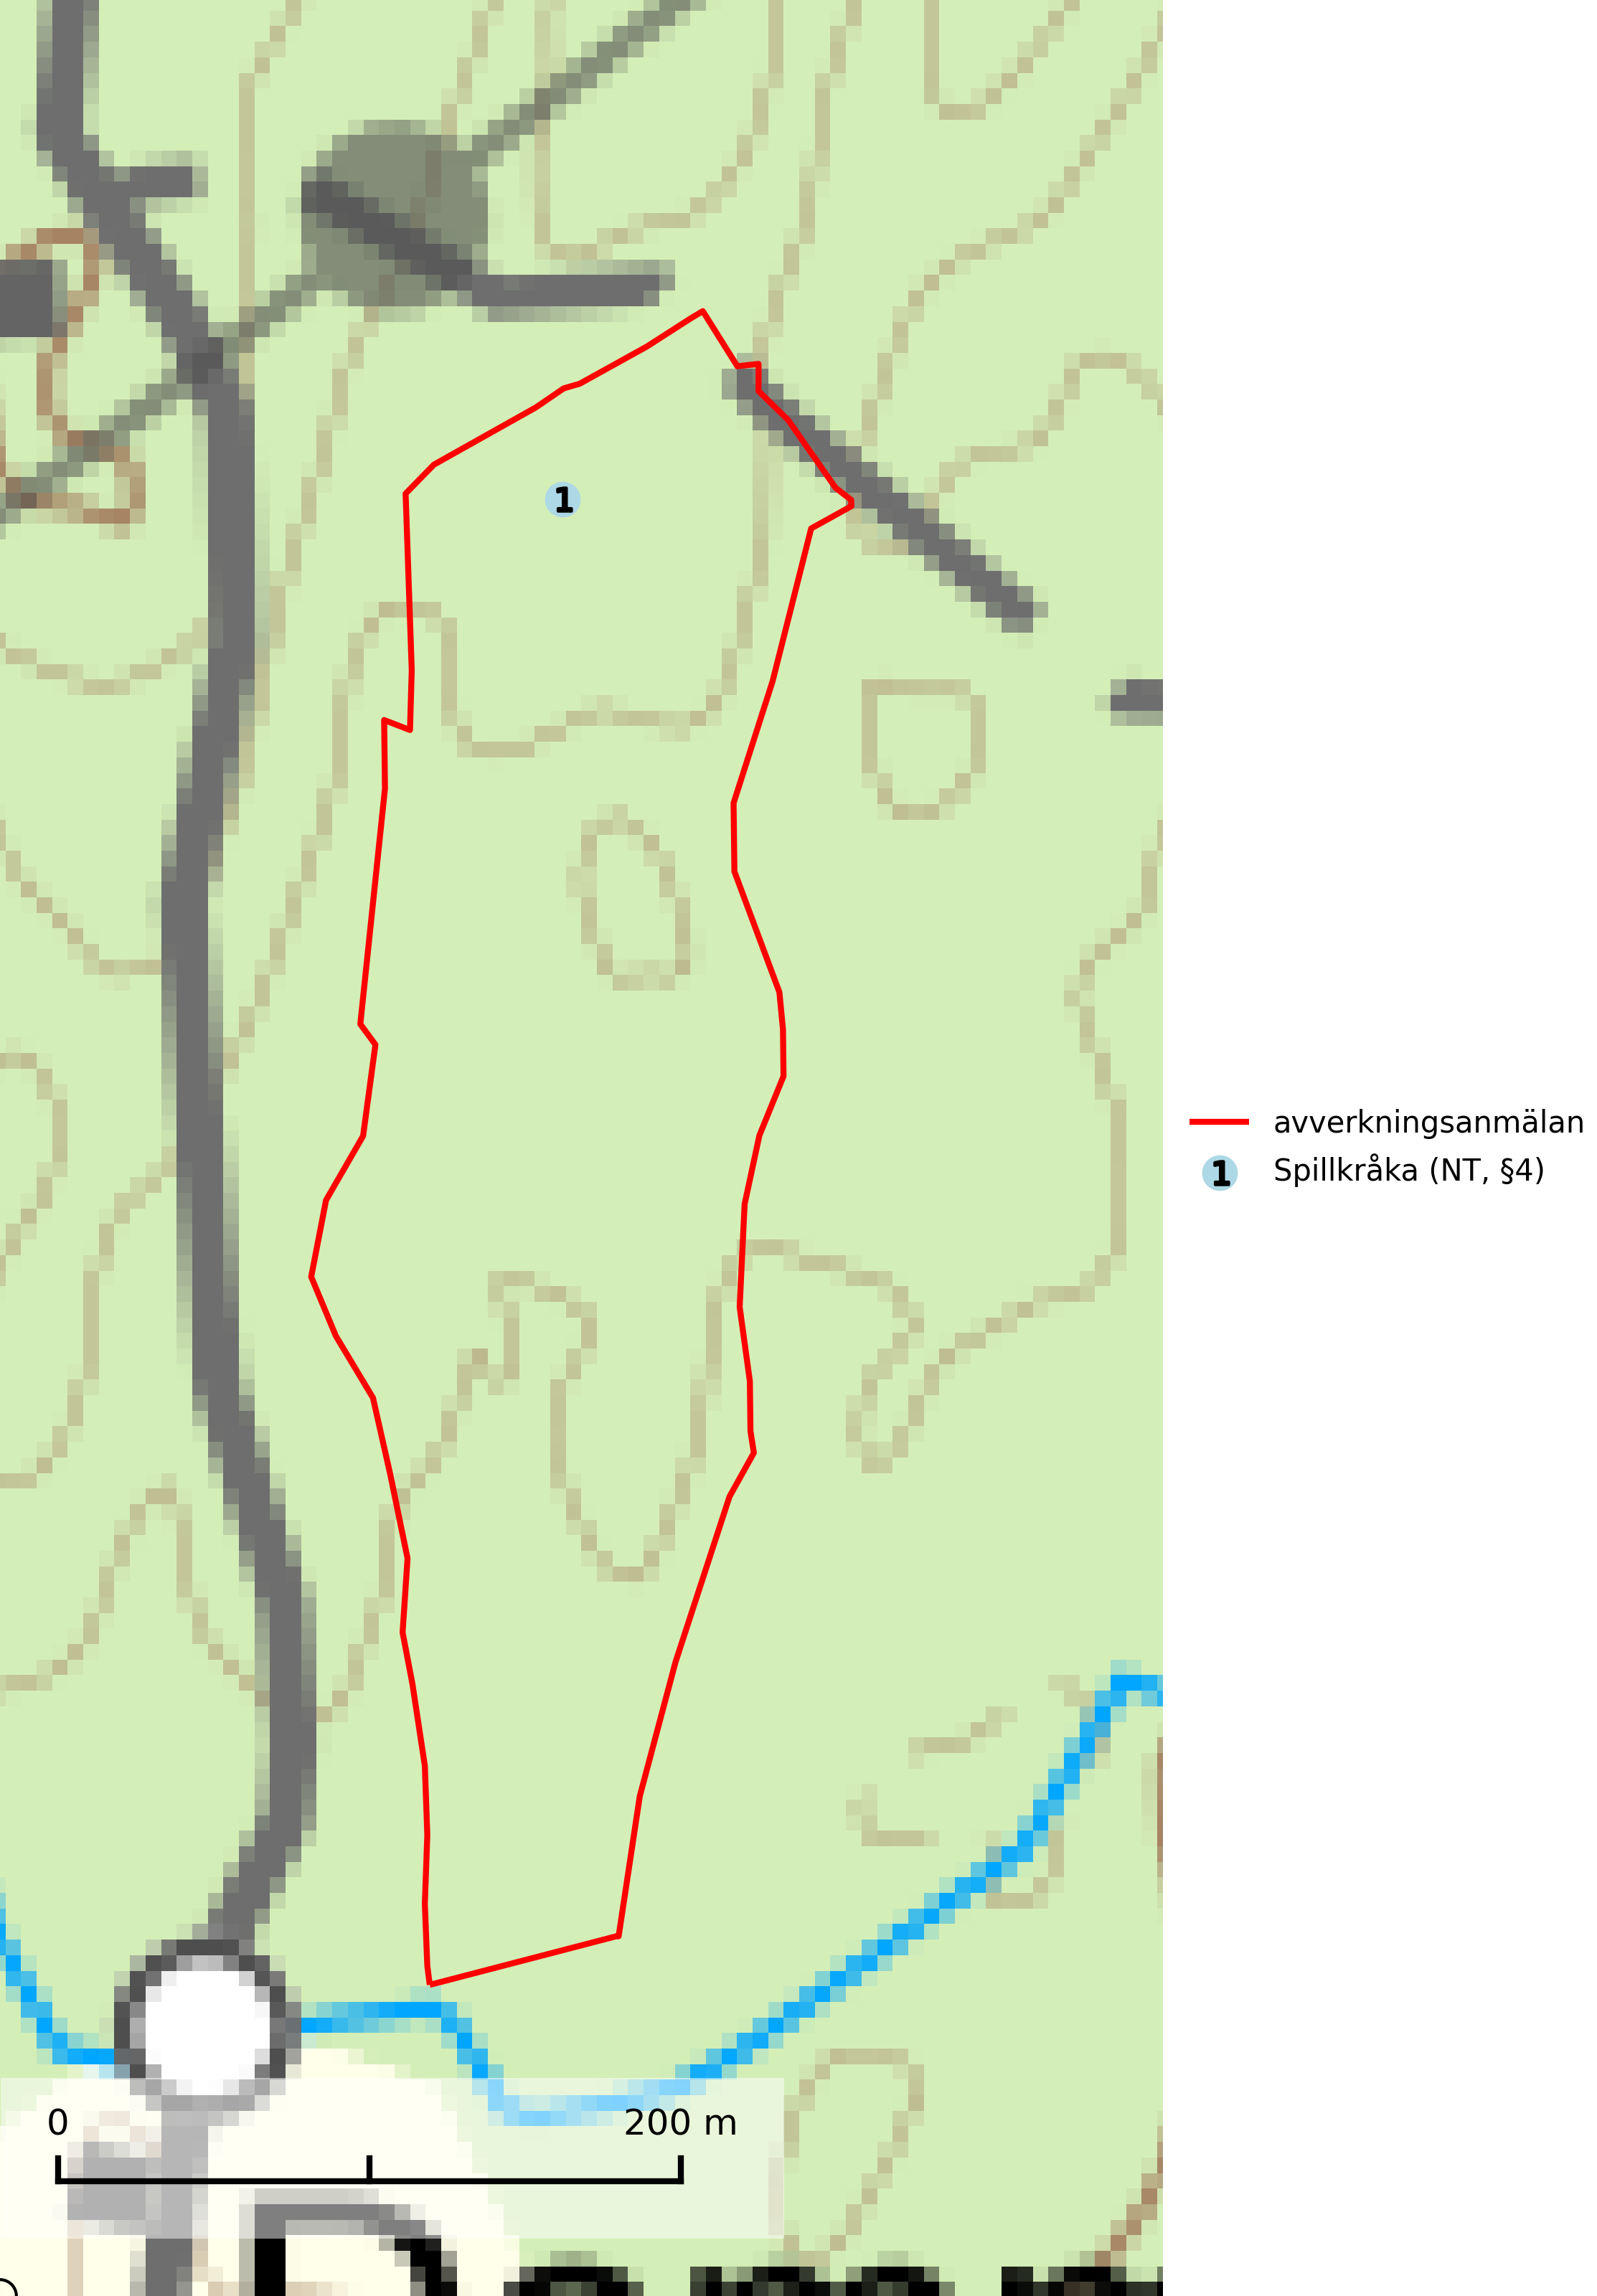 1
avverkningsanmälan
1 Spillkråka (NT, §4)
0 200 m